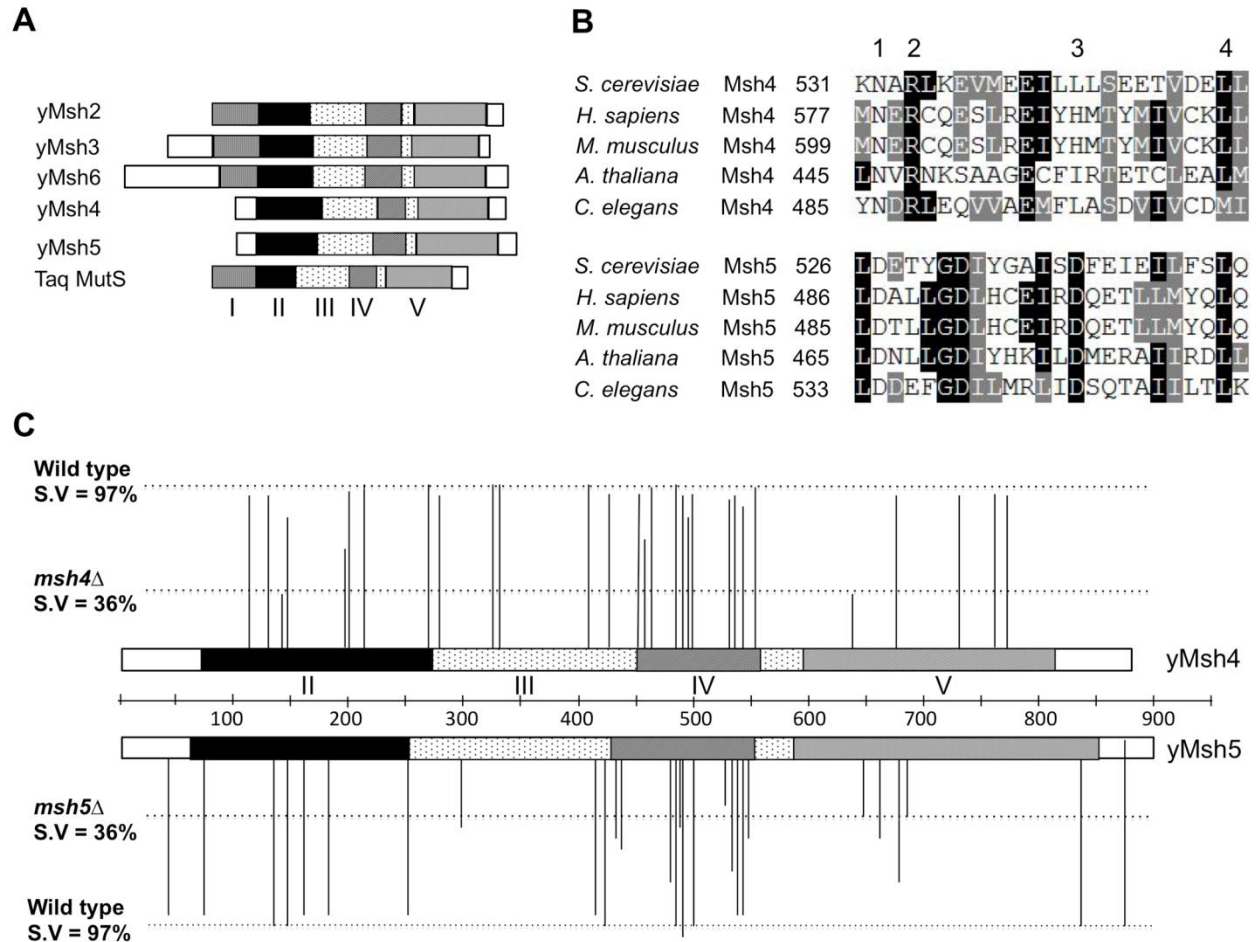 A
yMsh2
yMsh3
yMsh6
yMsh4
yMsh5
Taq MutS
I II III IV V
B
1 2 3 4
S. cerevisiae Msh4 531 KNARLKEVMEEILLLSEETVDELL
H. sapiens Msh4 577 MNERCQESLREIYHMTYMIVCKLL
M. musculus Msh4 599 MNERCQESLREIYHMTYMIVCKLL
A. thaliana Msh4 445 LNVRNKSAAGECFIRTETCLEALM
C. elegans Msh4 485 YNDRLEQVVAEMFLASDVIVCDMI
S. cerevisiae Msh5 526 LDETYGDIYGAISDFEIEILFSLQ
H. sapiens Msh5 486 LDALLGDLHCEIRDQETLLMYQLQ
M. musculus Msh5 485 LDTLLGDLHCEIRDQETLLMYQLQ
A. thaliana Msh5 465 LDNLLGDIYHKILDMERAIIRDLL
C. elegans Msh5 533 LDDEFGDILMRLIDSQTAIILTLK
C
Wild type
S.V = 97%
msh4Δ
S.V = 36%
yMsh4
II III IV V
100 200 300 400 500 600 700 800 900
yMsh5
msh5Δ
S.V = 36%
Wild type
S.V = 97%